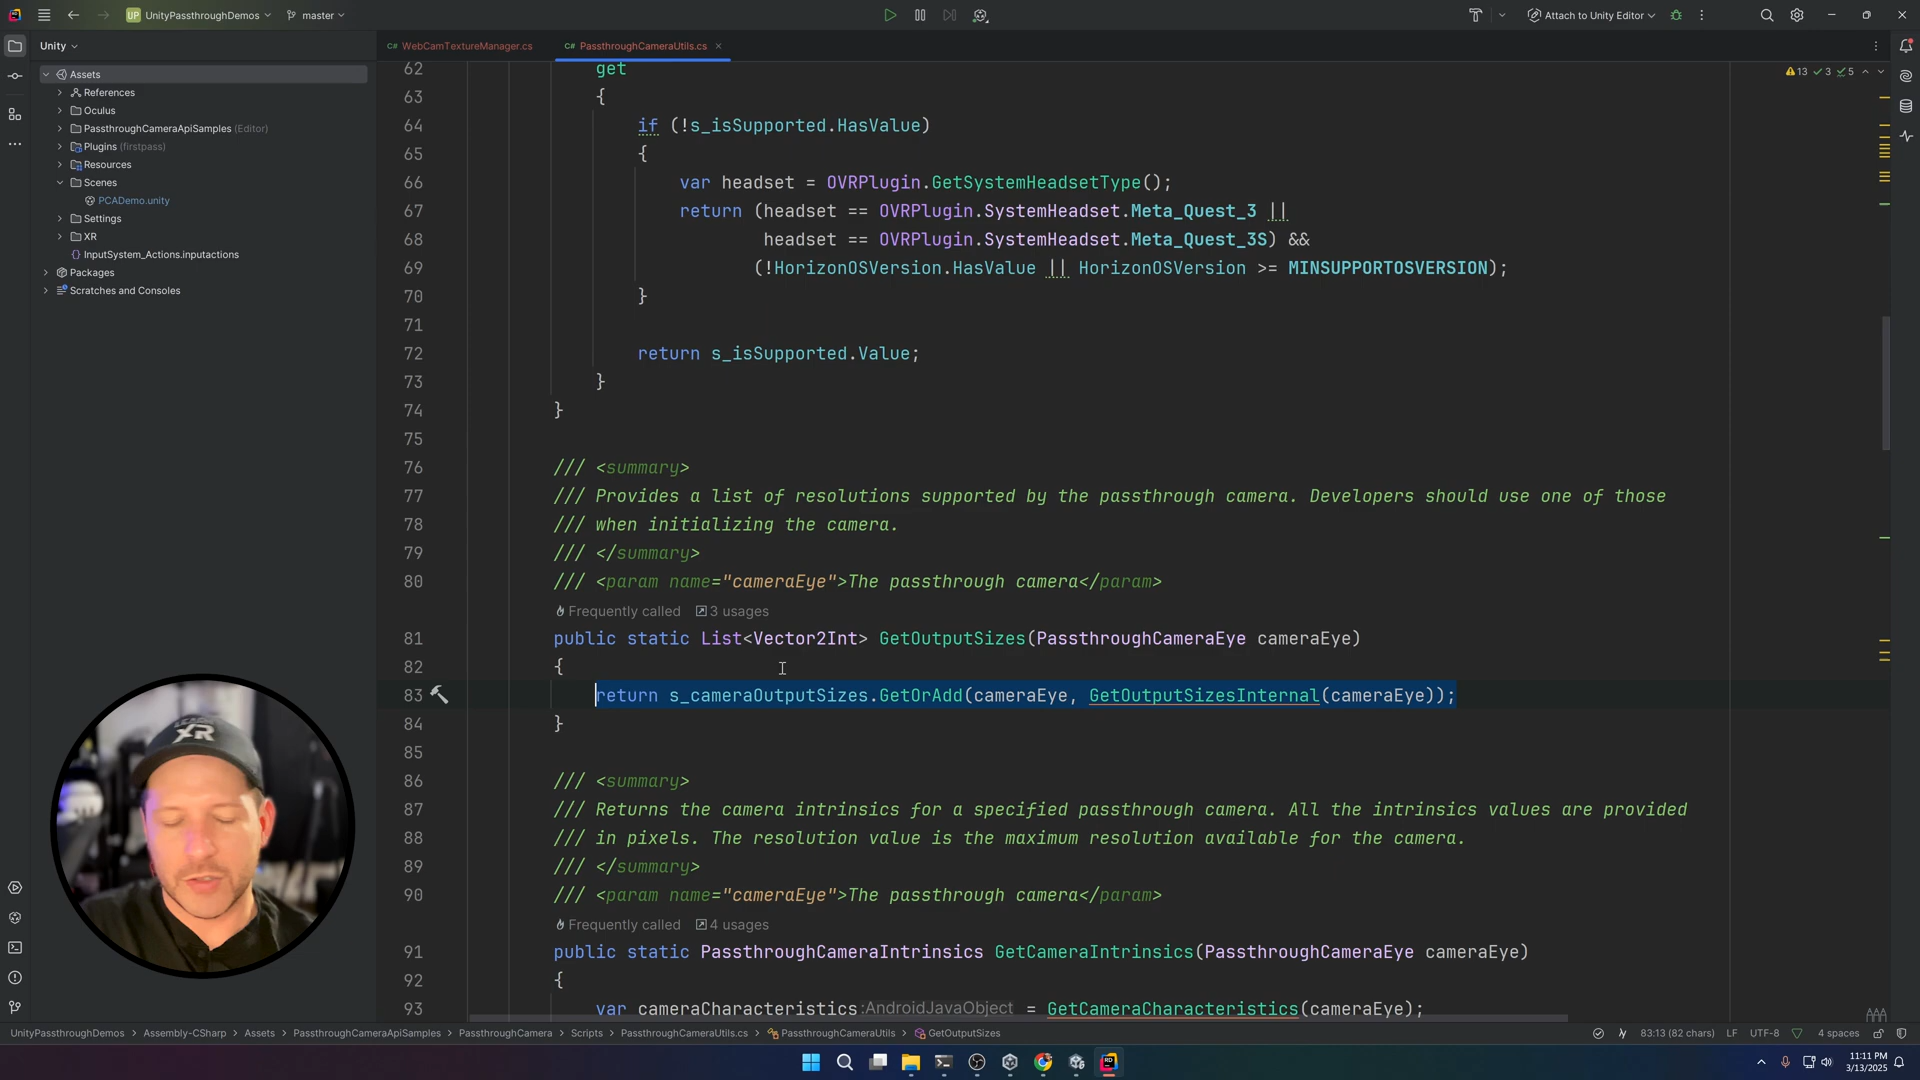 UP UnityPassthroughDemos master Attach to Unity Editor
Unity
Assets
References
Oculus
PassthroughCameraApiSamples (Editor)
Plugins (firstpass)
Resources
Scenes
PCADemo.unity
Settings
XR
{} InputSystem_Actions.inputactions
Packages
Scratches and Consoles
C# WebCamTextureManager.cs C# PassthroughCameraUtils.cs
13 3 5
62 get
63 {
64 if (!s_isSupported.HasValue)
65 {
66 var headset = OVRPlugin.GetSystemHeadsetType();
67 return (headset == OVRPlugin.SystemHeadset.Meta_Quest_3 ||
68 headset == OVRPlugin.SystemHeadset.Meta_Quest_3S) &&
69 (!HorizonOSVersion.HasValue || HorizonOSVersion >= MINSUPPORTOSVERSION);
70 }
71
72 return s_isSupported.Value;
73 }
74 }
75
76 /// <summary>
77 /// Provides a list of resolutions supported by the passthrough camera. Developers should use one of those
78 /// when initializing the camera.
79 /// </summary>
80 /// <param name="cameraEye">The passthrough camera</param>
Frequently called 3 usages
81 public static List<Vector2Int> GetOutputSizes(PassthroughCameraEye cameraEye)
82 {
83 return s_cameraOutputSizes.GetOrAdd(cameraEye, GetOutputSizesInternal(cameraEye));
84 }
85
86 /// <summary>
87 /// Returns the camera intrinsics for a specified passthrough camera. All the intrinsics values are provided
88 /// in pixels. The resolution value is the maximum resolution available for the camera.
89 /// </summary>
90 /// <param name="cameraEye">The passthrough camera</param>
Frequently called 4 usages
91 public static PassthroughCameraIntrinsics GetCameraIntrinsics(PassthroughCameraEye cameraEye)
92 {
93 var cameraCharacteristics :AndroidJavaObject = GetCameraCharacteristics(cameraEye);
XR
UnityPassthroughDemos Assembly-CSharp Assets PassthroughCameraApiSamples PassthroughCamera Scripts PassthroughCameraUtils.cs PassthroughCameraUtils GetOutputSizes 83:13 (82 chars) LF UTF-8 4 spaces
RD
11:11 PM
3/13/2025